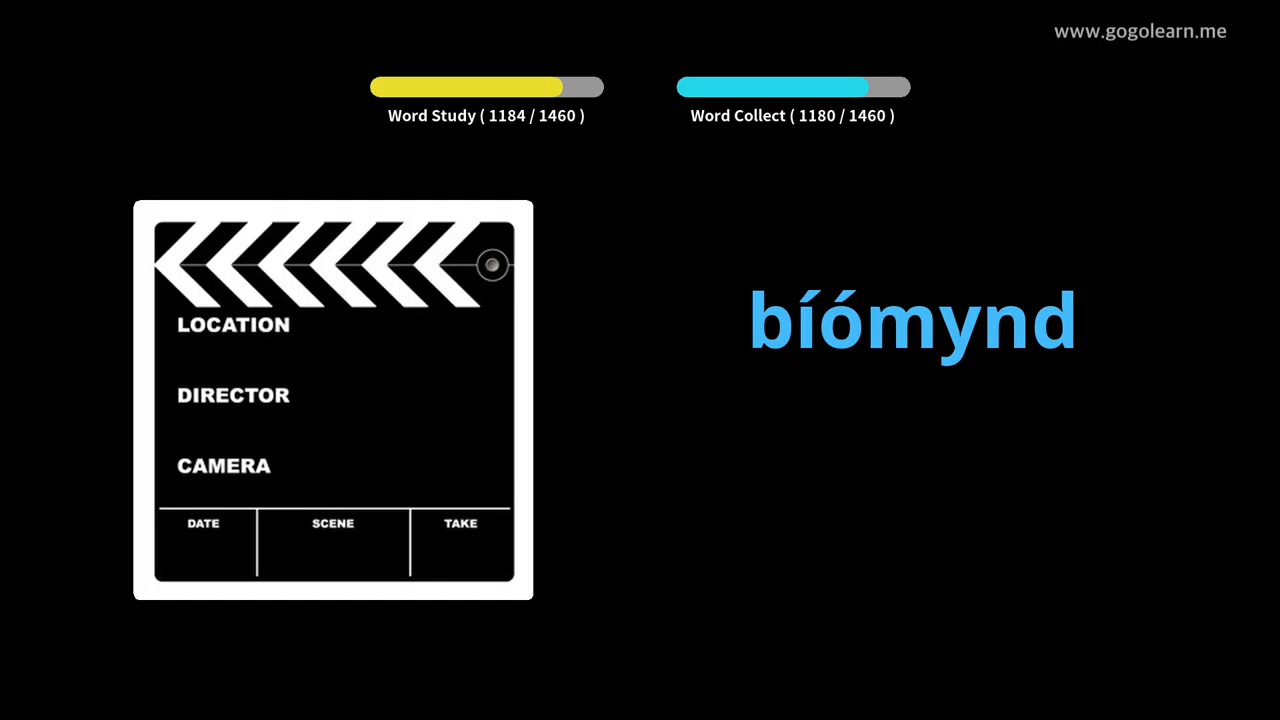 www.gogolearn.me
Word Study ( 1184 / 1460 )
Word Collect ( 1180 / 1460 )
LOCATION
DIRECTOR
CAMERA
DATE
SCENE
TAKE
bíómynd